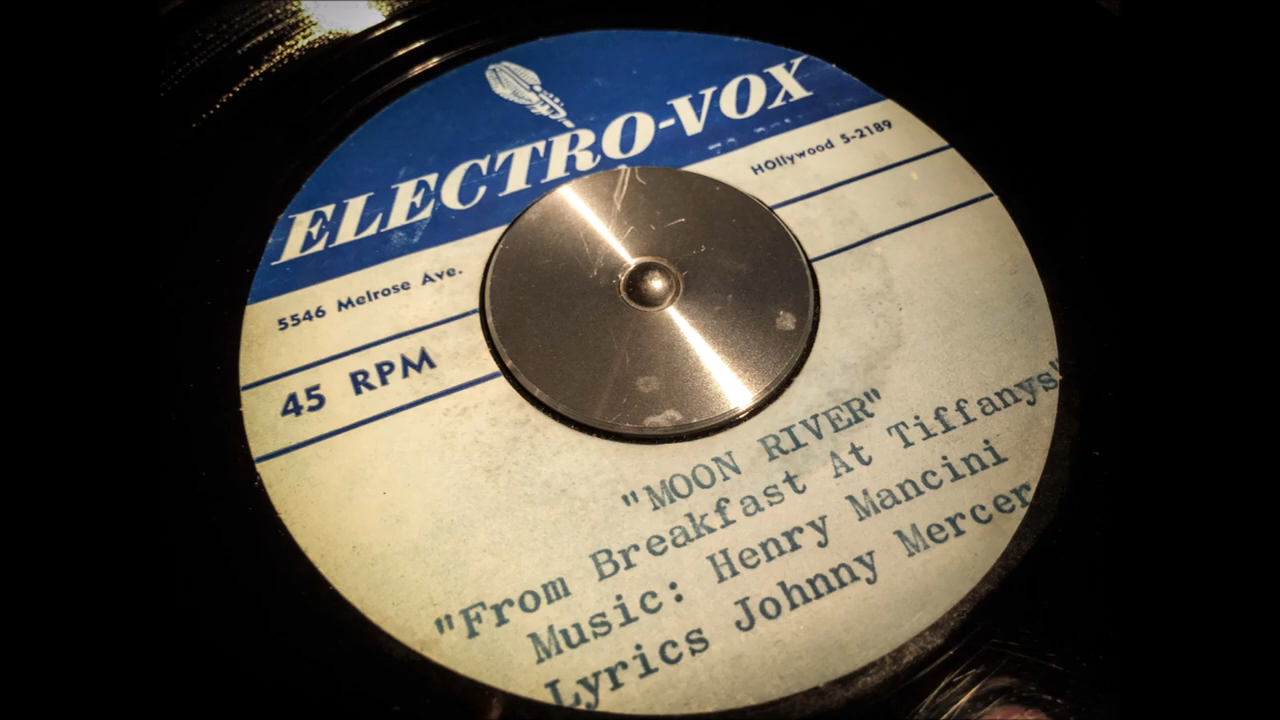 ELECTRO-VOX
5546 Melrose Ave.
HOllywood 5-2189
45 RPM
"MOON RIVER"
"From Breakfast At Tiffanys"
Music: Henry Mancini
Lyrics Johnny Mercer